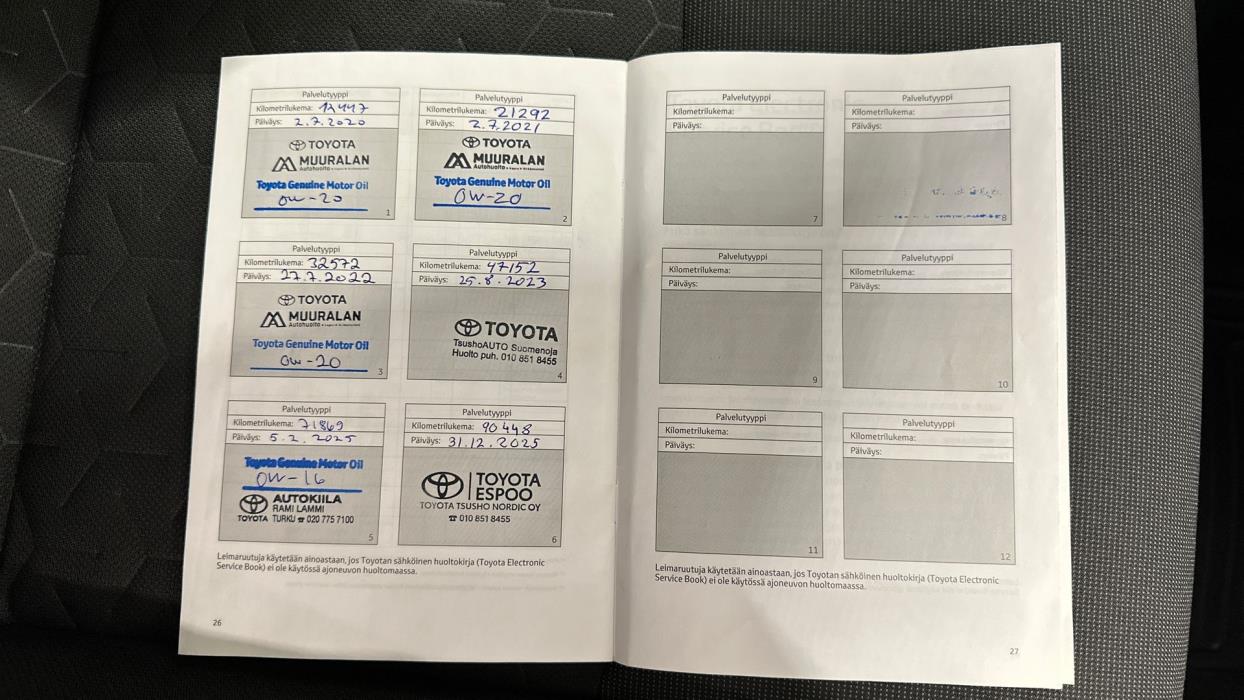 Palvelutyyppi
Kilometrilukema: 12447
Päiväys: 2.7.2020
TOYOTA
MUURALAN
Autohuolto
Toyota Genuine Motor Oil
0W-20
1
Palvelutyyppi
Kilometrilukema: 21292
Päiväys: 2.7.2021
TOYOTA
MUURALAN
Autohuolto
Toyota Genuine Motor Oil
0W-20
2
Palvelutyyppi
Kilometrilukema: 32572
Päiväys: 27.7.2022
TOYOTA
MUURALAN
Autohuolto
Toyota Genuine Motor Oil
0W-20
3
Palvelutyyppi
Kilometrilukema: 47152
Päiväys: 25.8.2023
TOYOTA
TsushoAUTO Suomenoja
Huolto puh. 010 851 8455
4
Palvelutyyppi
Kilometrilukema: 71869
Päiväys: 5.2.2025
Toyota Genuine Motor Oil
0W-16
AUTOKIILA
RAMI LAMMI
TOYOTA TURKU ☎ 020 775 7100
5
Palvelutyyppi
Kilometrilukema: 90448
Päiväys: 31.12.2025
TOYOTA
ESPOO
TOYOTA TSUSHO NORDIC OY
☎ 010 851 8455
6
Leimaruutuja käytetään ainoastaan, jos Toyotan sähköinen huoltokirja (Toyota Electronic
Service Book) ei ole käytössä ajoneuvon huoltomaassa.
26
Palvelutyyppi
Kilometrilukema:
Päiväys:
7
Palvelutyyppi
Kilometrilukema:
Päiväys:
8
Palvelutyyppi
Kilometrilukema:
Päiväys:
9
Palvelutyyppi
Kilometrilukema:
Päiväys:
10
Palvelutyyppi
Kilometrilukema:
Päiväys:
11
Palvelutyyppi
Kilometrilukema:
Päiväys:
12
Leimaruutuja käytetään ainoastaan, jos Toyotan sähköinen huoltokirja (Toyota Electronic
Service Book) ei ole käytössä ajoneuvon huoltomaassa.
27